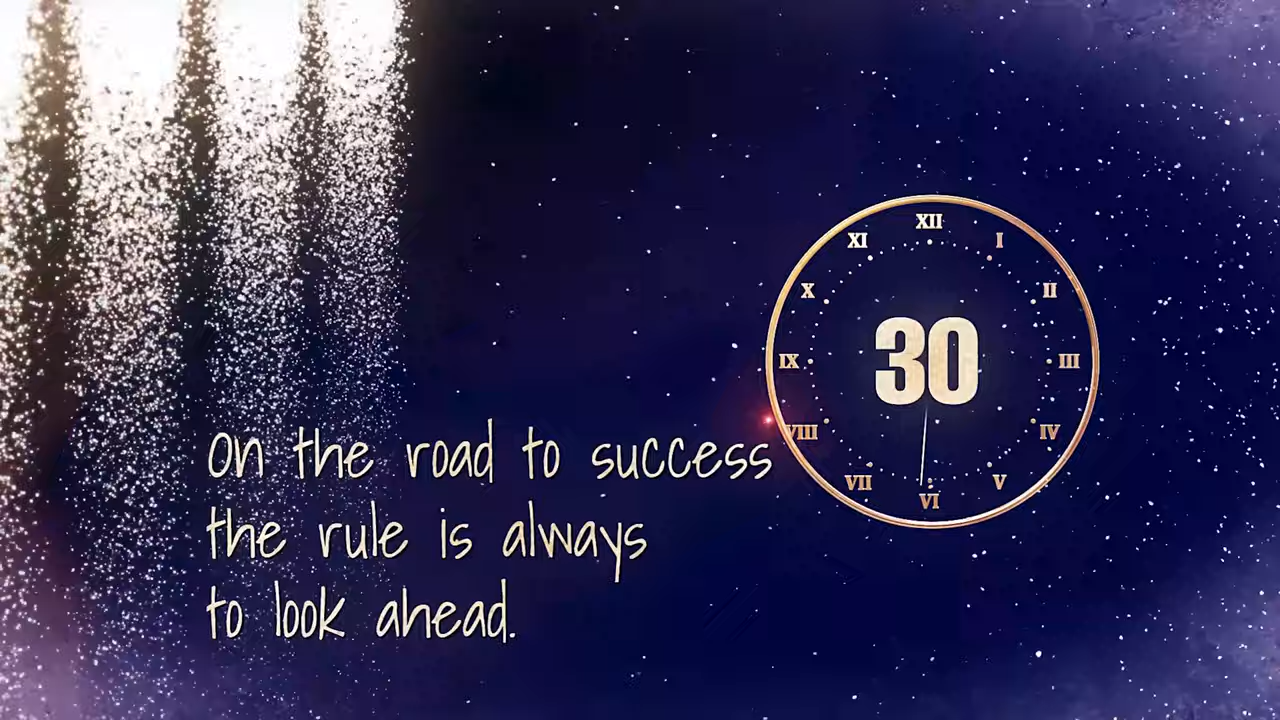 On the road to success
the rule is always
to look ahead.
XII
I
II
III
IV
V
VI
VII
VIII
IX
X
XI
30